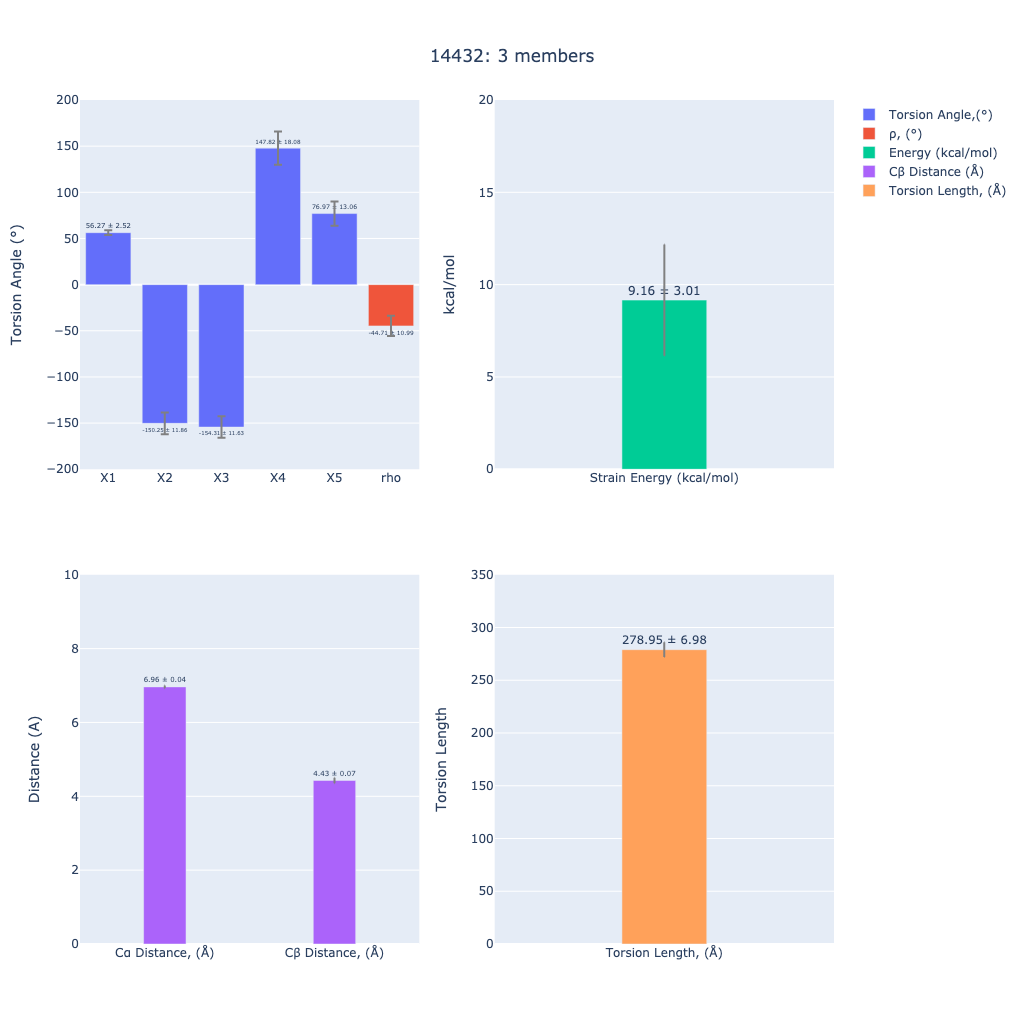 14432: 3 members
Torsion Angle (°)
200
150
100
50
0
−50
−100
−150
−200
56.27 ± 2.52
-150.25 ± 11.86
-154.31 ± 11.63
147.82 ± 18.08
76.97 ± 13.06
-44.71 ± 10.99
X1
X2
X3
X4
X5
rho
kcal/mol
20
15
10
5
0
9.16 ± 3.01
Strain Energy (kcal/mol)
Torsion Angle,(°)
ρ, (°)
Energy (kcal/mol)
Cβ Distance (Å)
Torsion Length, (Å)
Distance (A)
10
8
6
4
2
0
6.96 ± 0.04
4.43 ± 0.07
Cα Distance, (Å)
Cβ Distance, (Å)
Torsion Length
350
300
250
200
150
100
50
0
278.95 ± 6.98
Torsion Length, (Å)